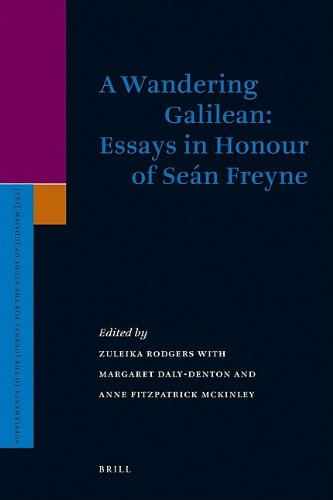 A Wandering
Galilean:
Essays in Honour
of Seán Freyne
Edited by
ZULEIKA RODGERS WITH
MARGARET DALY-DENTON AND
ANNE FITZPATRICK MCKINLEY
BRILL
SUPPLEMENTS TO THE JOURNAL FOR THE STUDY OF JUDAISM [132]